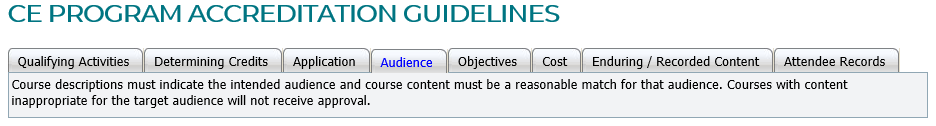 CE PROGRAM ACCREDITATION GUIDELINES
Qualifying Activities Determining Credits Application Audience Objectives Cost Enduring / Recorded Content Attendee Records
Course descriptions must indicate the intended audience and course content must be a reasonable match for that audience. Courses with content
inappropriate for the target audience will not receive approval.